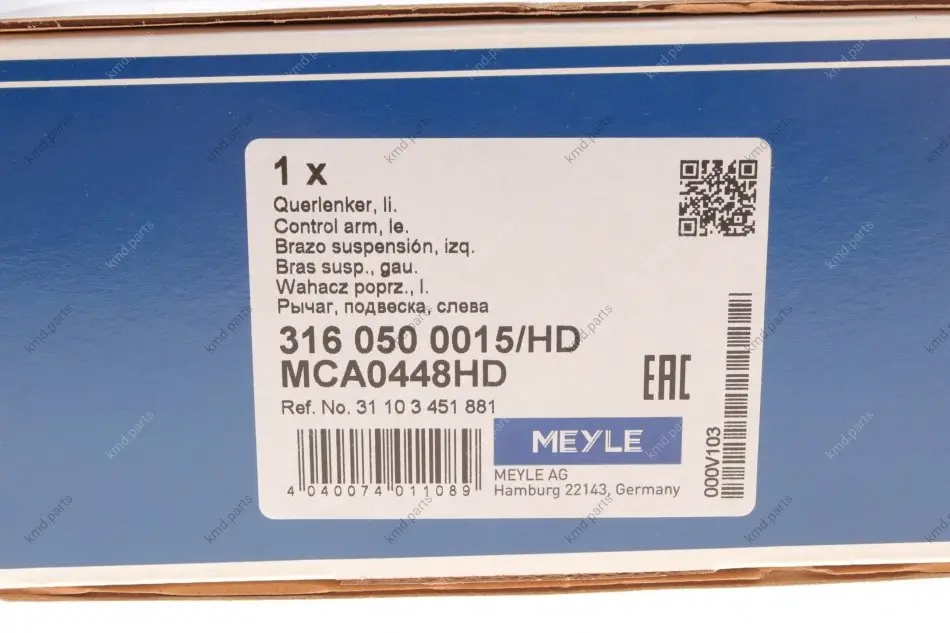 1 x
Querlenker, li.
Control arm, le.
Brazo suspensión, izq.
Bras susp., gau.
Wahacz poprz., l.
Рычаг, подвеска, слева
316 050 0015/HD
MCA0448HD
Ref. No. 31 10 3 451 881
EAC
4 040074 011089
MEYLE
MEYLE AG
Hamburg 22143, Germany
000V103
kmd.parts